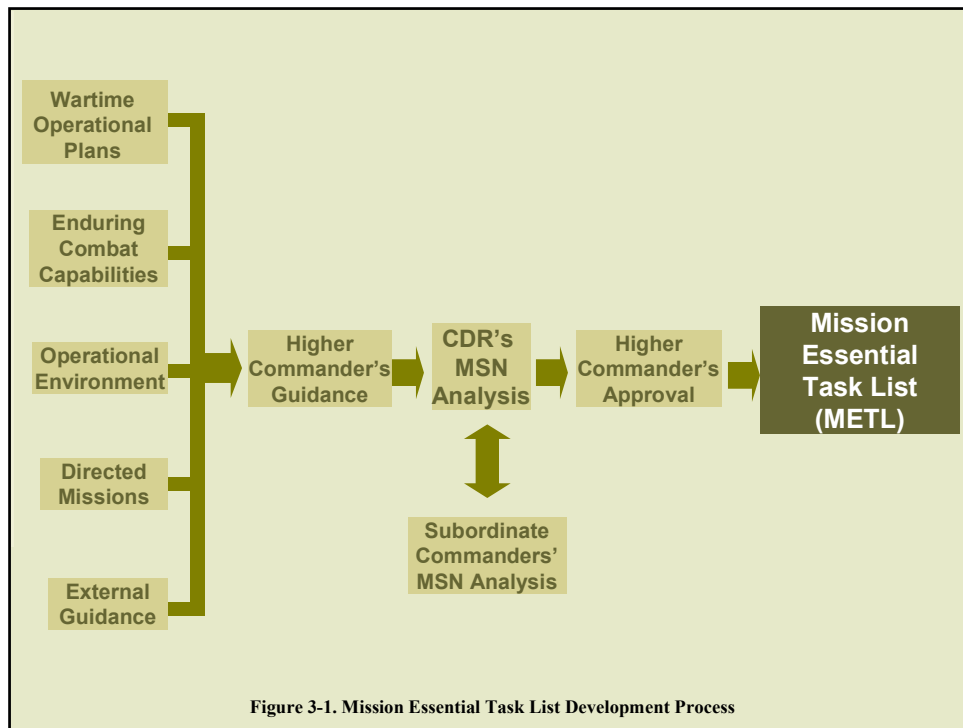 Wartime
Operational
Plans
Enduring
Combat
Capabilities
Operational
Environment
Directed
Missions
External
Guidance
Higher
Commander's
Guidance
CDR's
MSN
Analysis
Subordinate
Commanders'
MSN Analysis
Higher
Commander's
Approval
Mission
Essential
Task List
(METL)
Figure 3-1. Mission Essential Task List Development Process